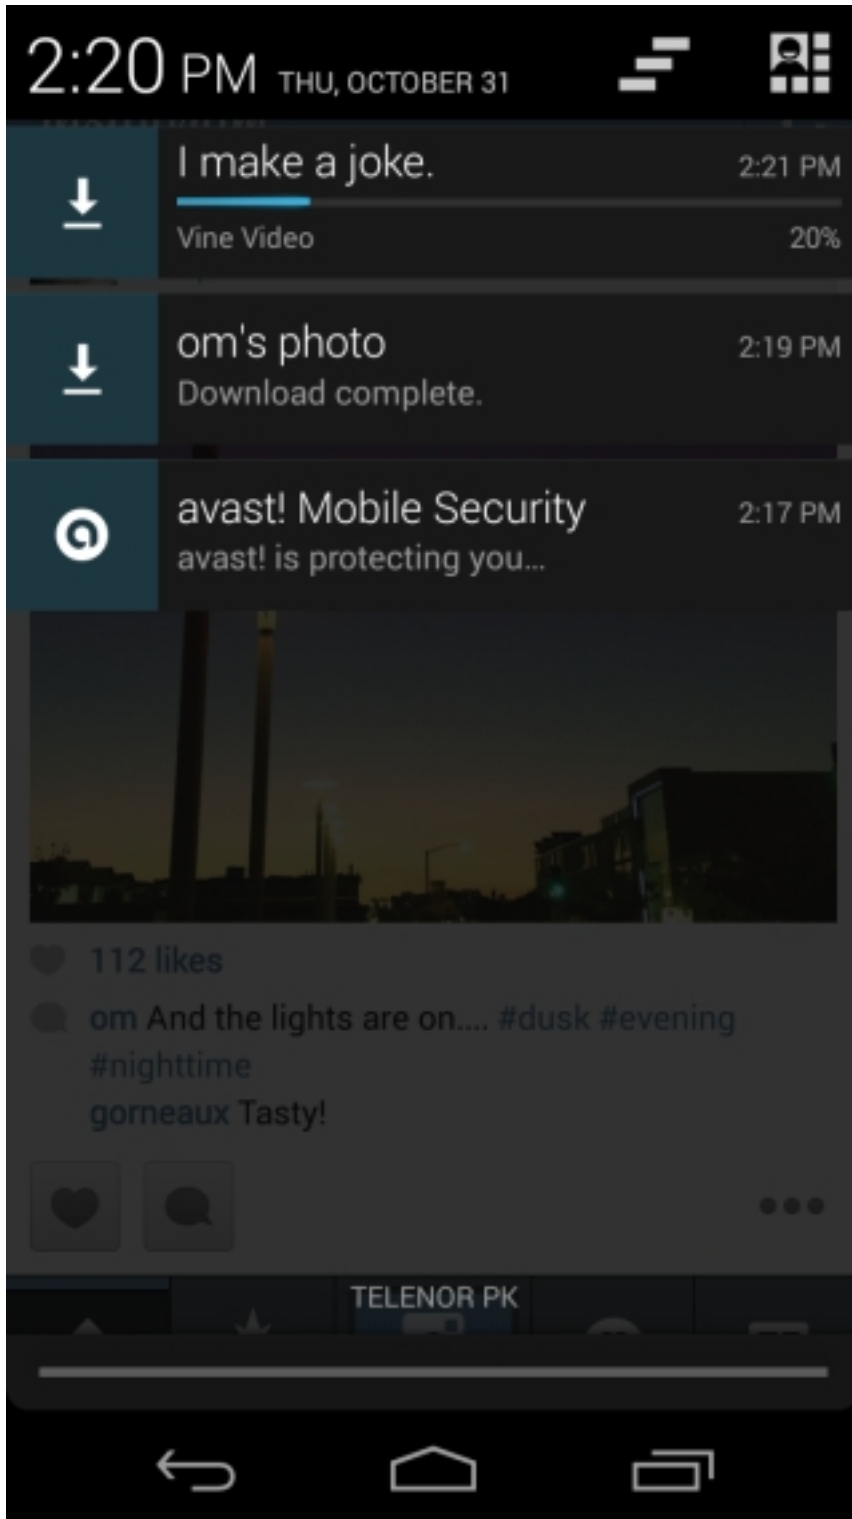 2:20 PM THU, OCTOBER 31
I make a joke. 2:21 PM
Vine Video 20%
om's photo 2:19 PM
Download complete.
avast! Mobile Security 2:17 PM
avast! is protecting you...
112 likes
om And the lights are on.... #dusk #evening
#nighttime
gorneaux Tasty!
TELENOR PK